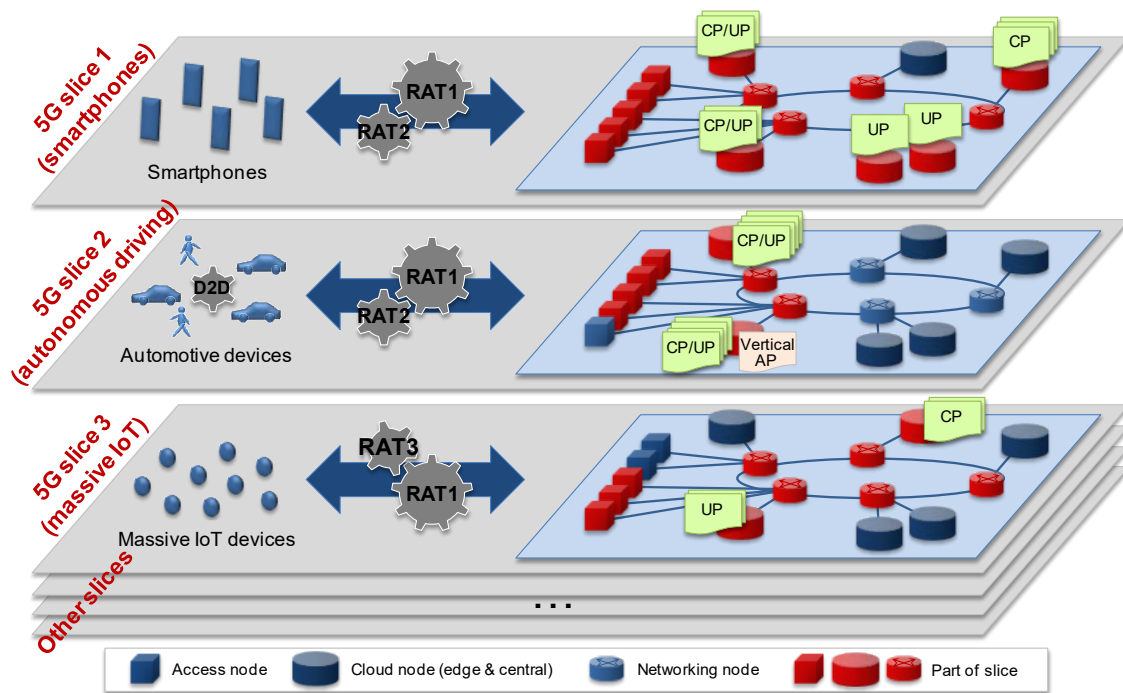 5G slice 1
(smartphones)
Smartphones
RAT1
RAT2
CP/UP
CP/UP
UP
UP
CP
5G slice 2
(autonomous driving)
D2D
Automotive devices
RAT1
RAT2
CP/UP
CP/UP
Vertical
AP
5G slice 3
(massive IoT)
Massive IoT devices
RAT3
RAT1
UP
CP
Other slices
...
Access node
Cloud node (edge & central)
Networking node
Part of slice